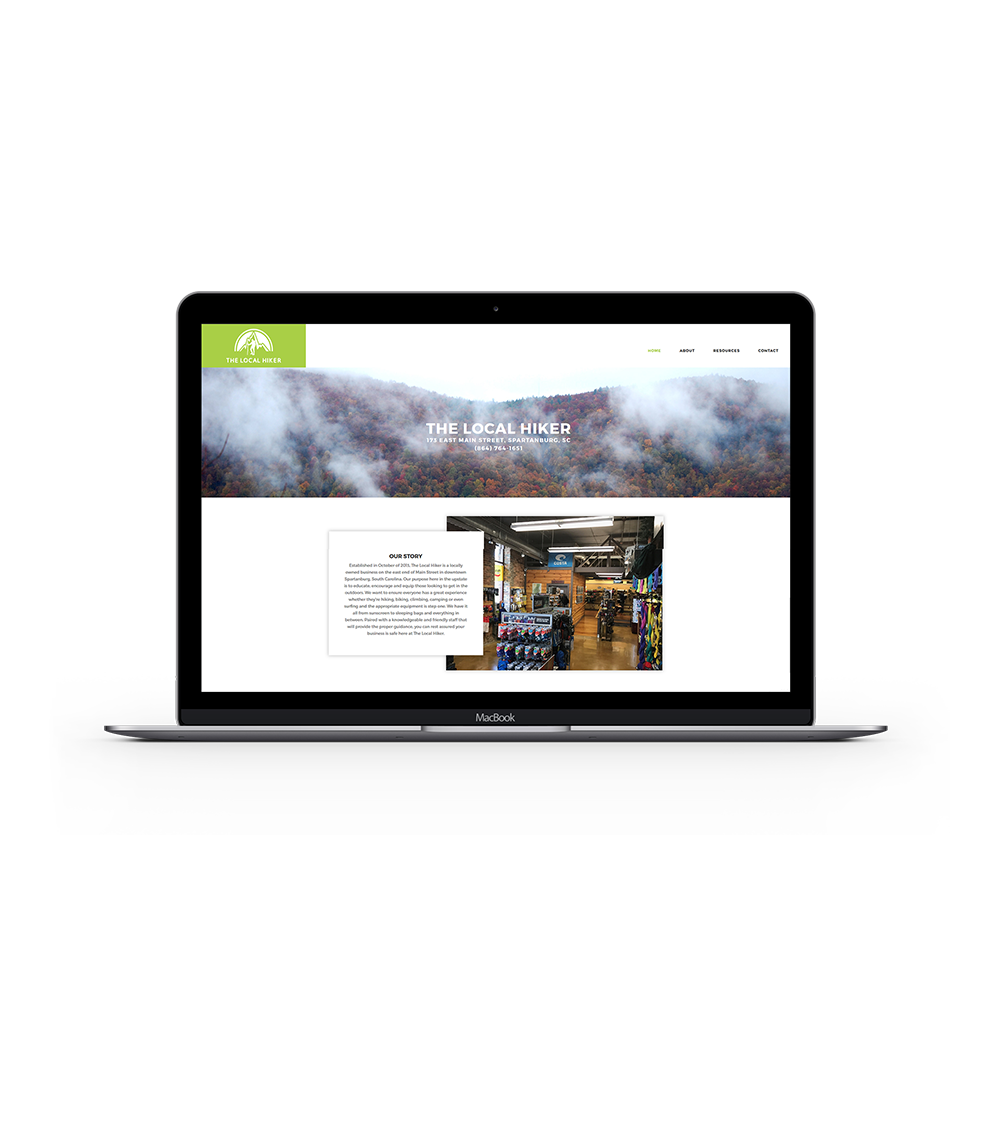 THE LOCAL HIKER
HOME ABOUT RESOURCES CONTACT
THE LOCAL HIKER
175 EAST MAIN STREET, SPARTANBURG, SC
(864) 764-1651
OUR STORY
Established in October of 2011, The Local Hiker is a locally
owned business on the east end of Main Street in downtown
Spartanburg, South Carolina. Our purpose here in the upstate
is to educate, encourage and equip those looking to get in the
outdoors. We want to ensure everyone has a great experience
whether they're hiking, biking, climbing, camping or even
surfing and the appropriate equipment is step one. We have it
all from sunscreen to sleeping bags and everything in
between. Paired with a knowledgeable and friendly staff that
will provide the proper guidance, you can rest assured your
business is safe here at The Local Hiker.
COSTA
MacBook